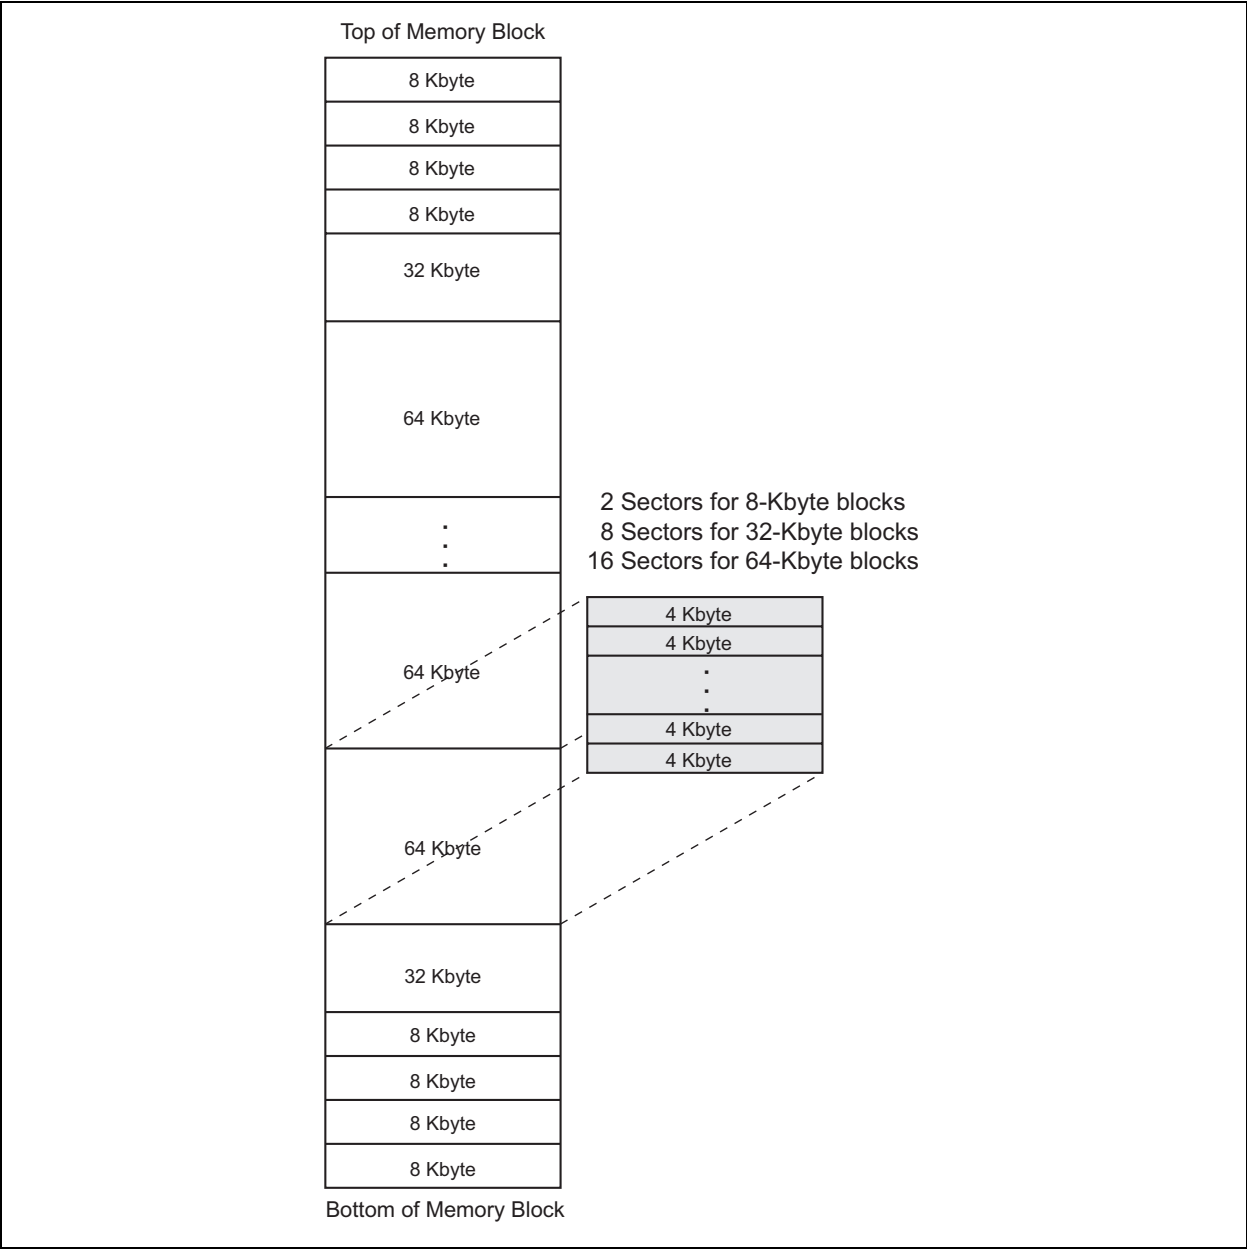 Top of Memory Block
8 Kbyte
8 Kbyte
8 Kbyte
8 Kbyte
32 Kbyte
64 Kbyte
2 Sectors for 8-Kbyte blocks
8 Sectors for 32-Kbyte blocks
16 Sectors for 64-Kbyte blocks
4 Kbyte
4 Kbyte
4 Kbyte
4 Kbyte
64 Kbyte
64 Kbyte
32 Kbyte
8 Kbyte
8 Kbyte
8 Kbyte
8 Kbyte
Bottom of Memory Block